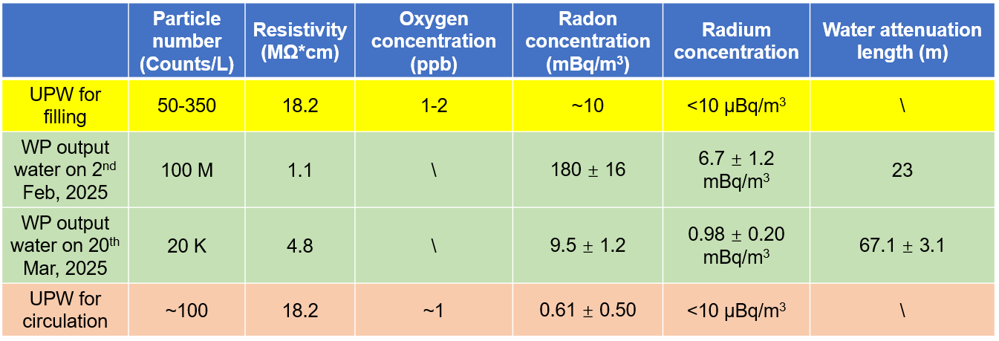 Particle number (Counts/L) Resistivity (MΩ*cm) Oxygen concentration (ppb) Radon concentration (mBq/m³) Radium concentration Water attenuation length (m)
UPW for filling 50-350 18.2 1-2 ~10 <10 µBq/m³ \
WP output water on 2nd Feb, 2025 100 M 1.1 \ 180 ± 16 6.7 ± 1.2 mBq/m³ 23
WP output water on 20th Mar, 2025 20 K 4.8 \ 9.5 ± 1.2 0.98 ± 0.20 mBq/m³ 67.1 ± 3.1
UPW for circulation ~100 18.2 ~1 0.61 ± 0.50 <10 µBq/m³ \